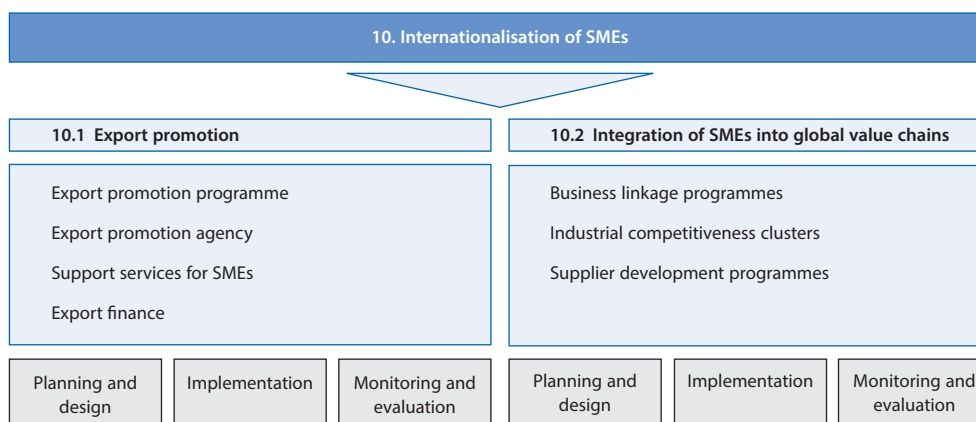 10. Internationalisation of SMEs
10.1 Export promotion
Export promotion programme
Export promotion agency
Support services for SMEs
Export finance
Planning and
design
Implementation
Monitoring and
evaluation
10.2 Integration of SMEs into global value chains
Business linkage programmes
Industrial competitiveness clusters
Supplier development programmes
Planning and
design
Implementation
Monitoring and
evaluation